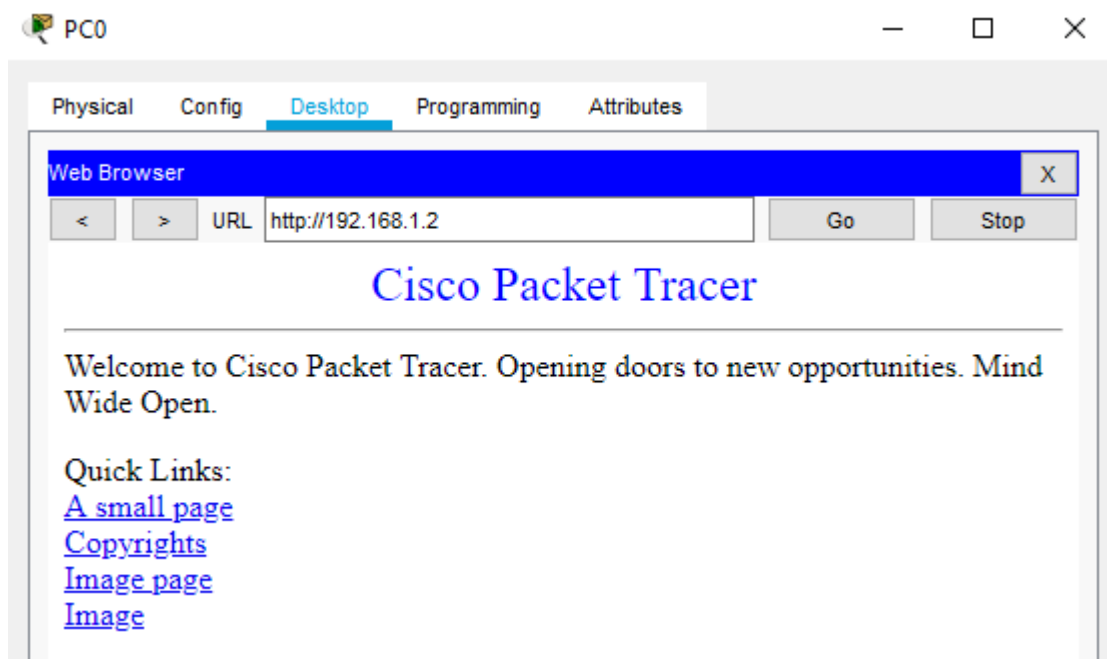 PC0
Physical Config Desktop Programming Attributes
Web Browser X
< > URL http://192.168.1.2 Go Stop
Cisco Packet Tracer
Welcome to Cisco Packet Tracer. Opening doors to new opportunities. Mind
Wide Open.
Quick Links:
A small page
Copyrights
Image page
Image